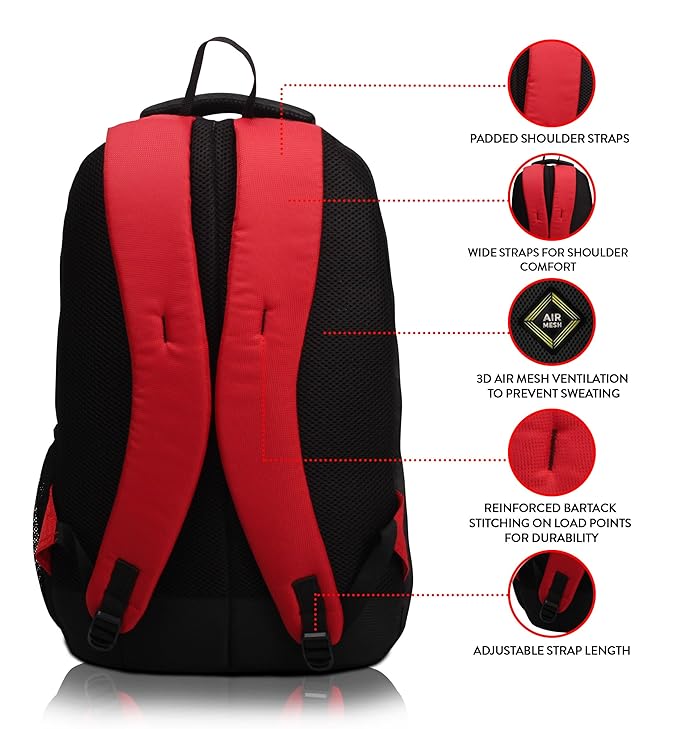 PADDED SHOULDER STRAPS
WIDE STRAPS FOR SHOULDER
COMFORT
AIR
MESH
3D AIR MESH VENTILATION
TO PREVENT SWEATING
REINFORCED BARTACK
STITCHING ON LOAD POINTS
FOR DURABILITY
ADJUSTABLE STRAP LENGTH